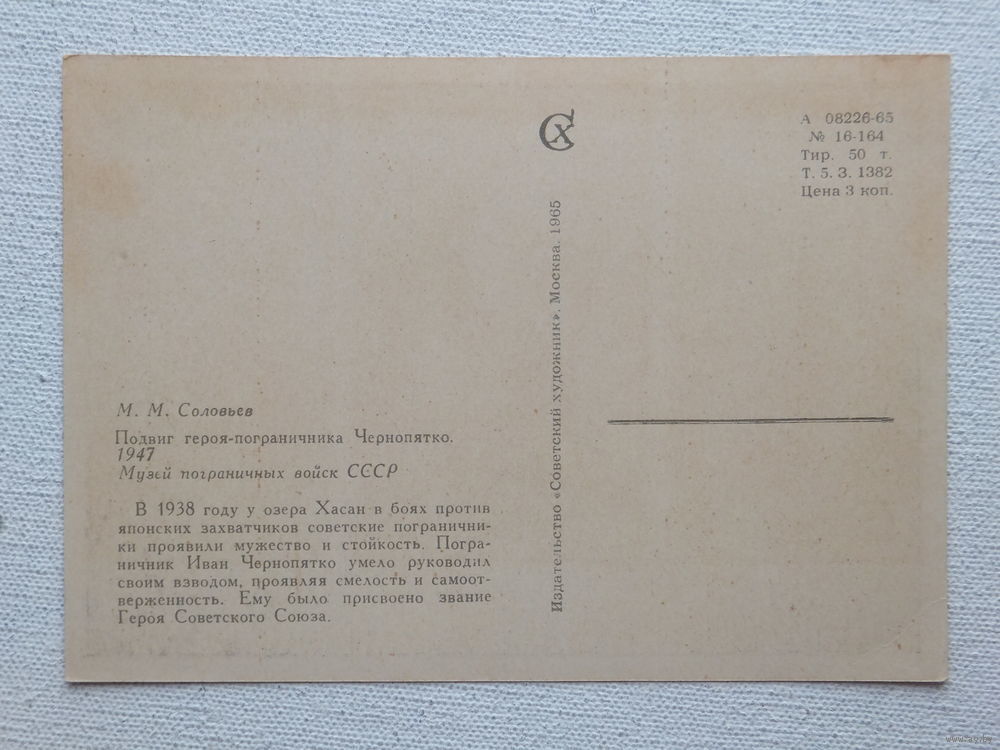 СХ
А 08226-65
№ 16-164
Тир. 50 т.
Т. 5. З. 1382
Цена 3 коп.
Издательство «Советский художник». Москва. 1965
М. М. Соловьев
Подвиг героя-пограничника Чернопятко.
1947
Музей пограничных войск СССР
В 1938 году у озера Хасан в боях против
японских захватчиков советские погранични-
ки проявили мужество и стойкость. Погра-
ничник Иван Чернопятко умело руководил
своим взводом, проявляя смелость и самоот-
верженность. Ему было присвоено звание
Героя Советского Союза.